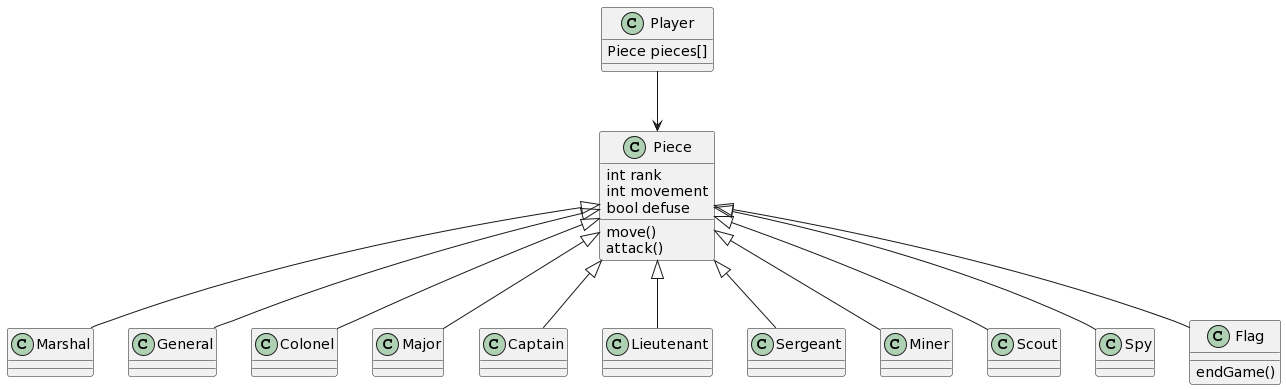 C Player
Piece pieces[]
C Piece
int rank
int movement
bool defuse
move()
attack()
C Marshal
C General
C Colonel
C Major
C Captain
C Lieutenant
C Sergeant
C Miner
C Scout
C Spy
C Flag
endGame()